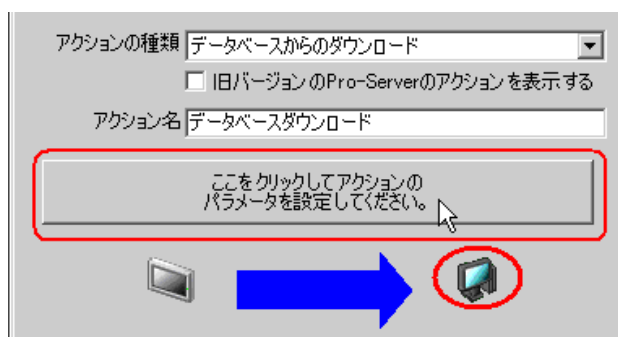 アクションの種類 データベースからのダウンロード
旧バージョンのPro-Serverのアクションを表示する
アクション名 データベースダウンロード
ここをクリックしてアクションの
パラメータを設定してください。